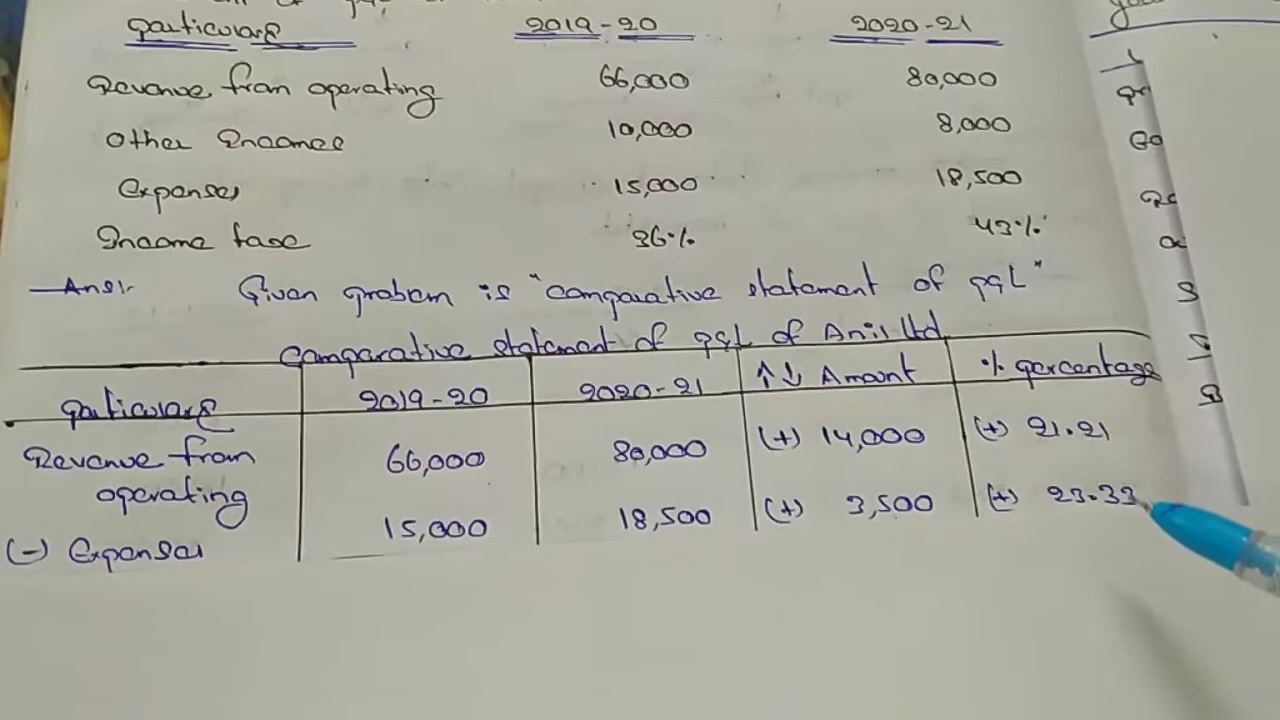 particulars 2019-20 2020-21
Revenue from operating 66,000 80,000
Other Incomes 10,000 8,000
Expenses 15,000 18,500
Income taxe 36% 43%
Ans:- Given probem is "comparative statement of P&L"
comparative statement of P&L of Anil Ltd
particulars 2019-20 2020-21 ↑↓ Amount % percentage
Revenue from 66,000 80,000 (+) 14,000 (+) 21.21
operating
(-) Expenses 15,000 18,500 (+) 3,500 (+) 23.33